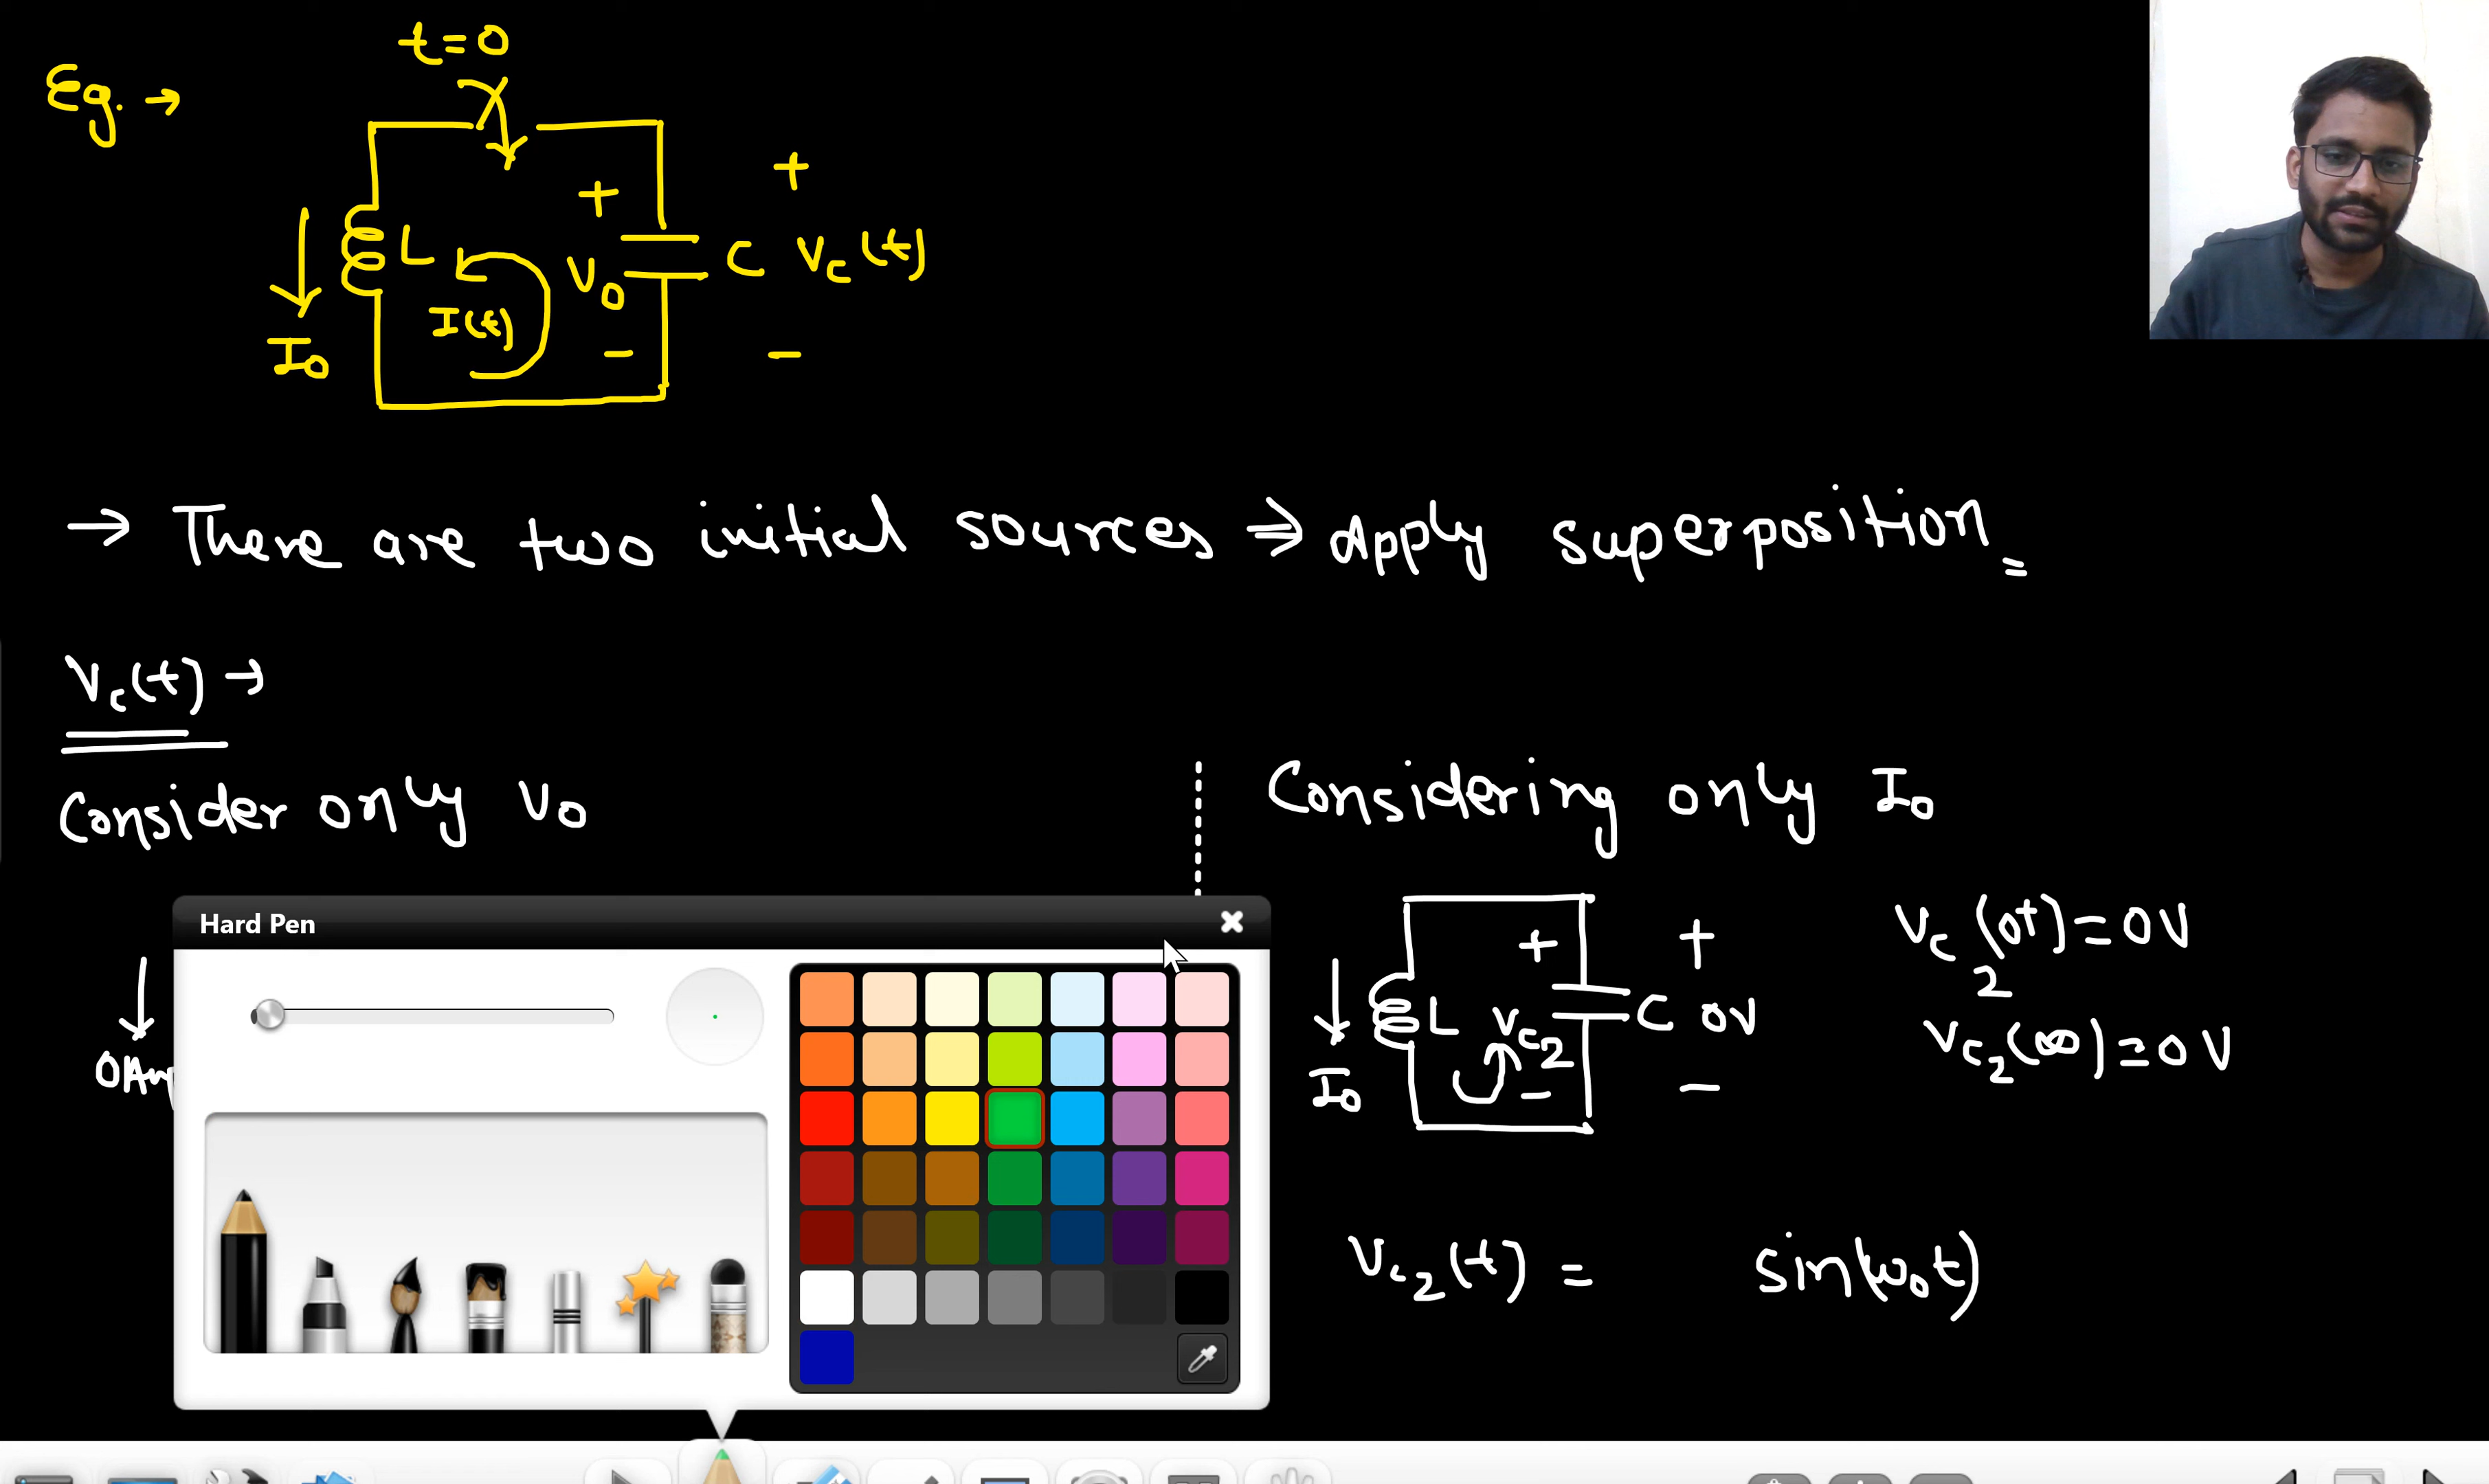 t=0
Eg. →
+
+
L
V0
C
Vc(t)
I(t)
I0
-
-
→ There are two initial sources ⇒ Apply superposition
Vc(t) →
Consider only V0
Considering only I0
Hard Pen
+
+
Vc2(0+)=0V
L
Vc2
C
0V
Vc2(∞)=0V
I0
-
-
Vc2(t) = sin(ω0t)